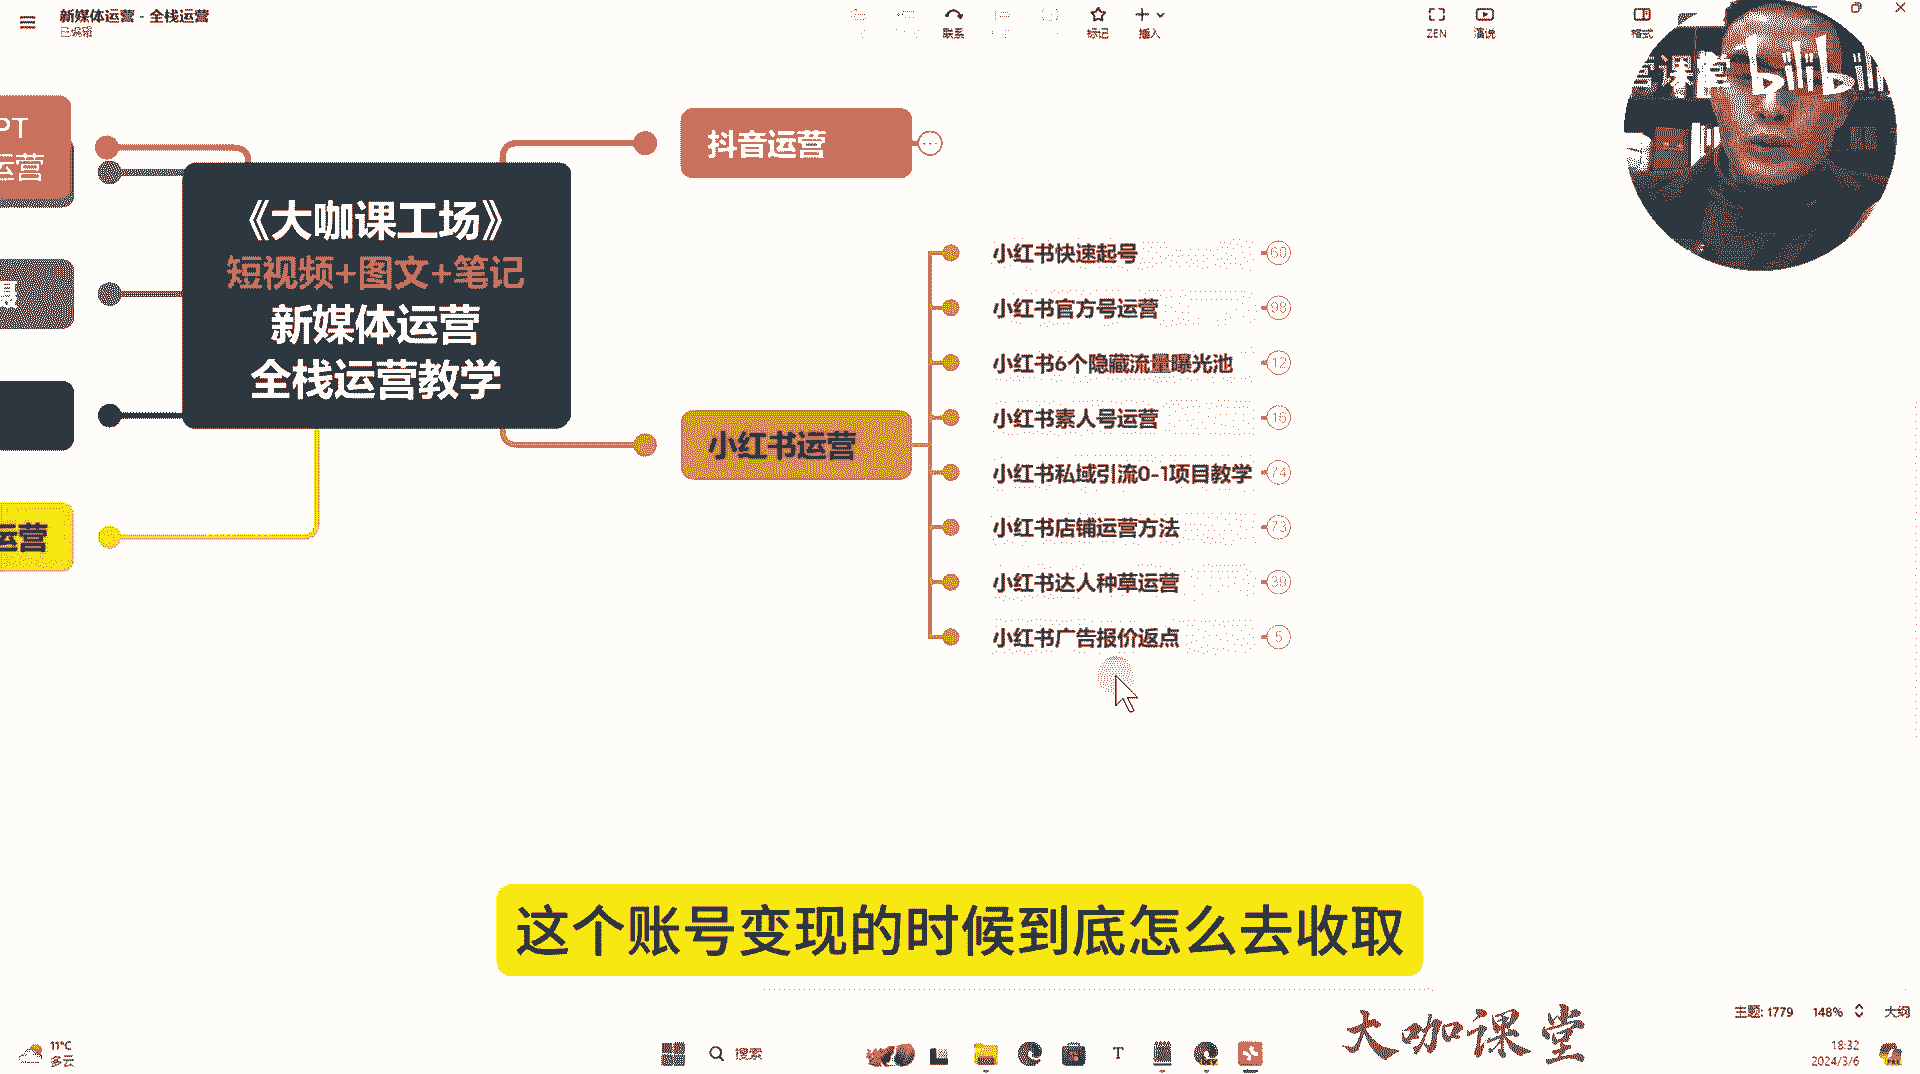 新媒体运营 - 全栈运营
已编辑
联系
标记
插入
ZEN
演说
格式
课堂 bilibili
PT
运营
《大咖课工场》
短视频+图文+笔记
新媒体运营
全栈运营教学
运营
抖音运营
小红书运营
小红书快速起号 60
小红书官方号运营 98
小红书6个隐藏流量曝光池 12
小红书素人号运营 15
小红书私域引流0-1项目教学 74
小红书店铺运营方法 73
小红书达人种草运营 39
小红书广告报价返点 5
这个账号变现的时候到底怎么去收取
大咖课堂
主题: 1779 148% 大纲
11°C
多云
搜索
18:32
2024/3/6